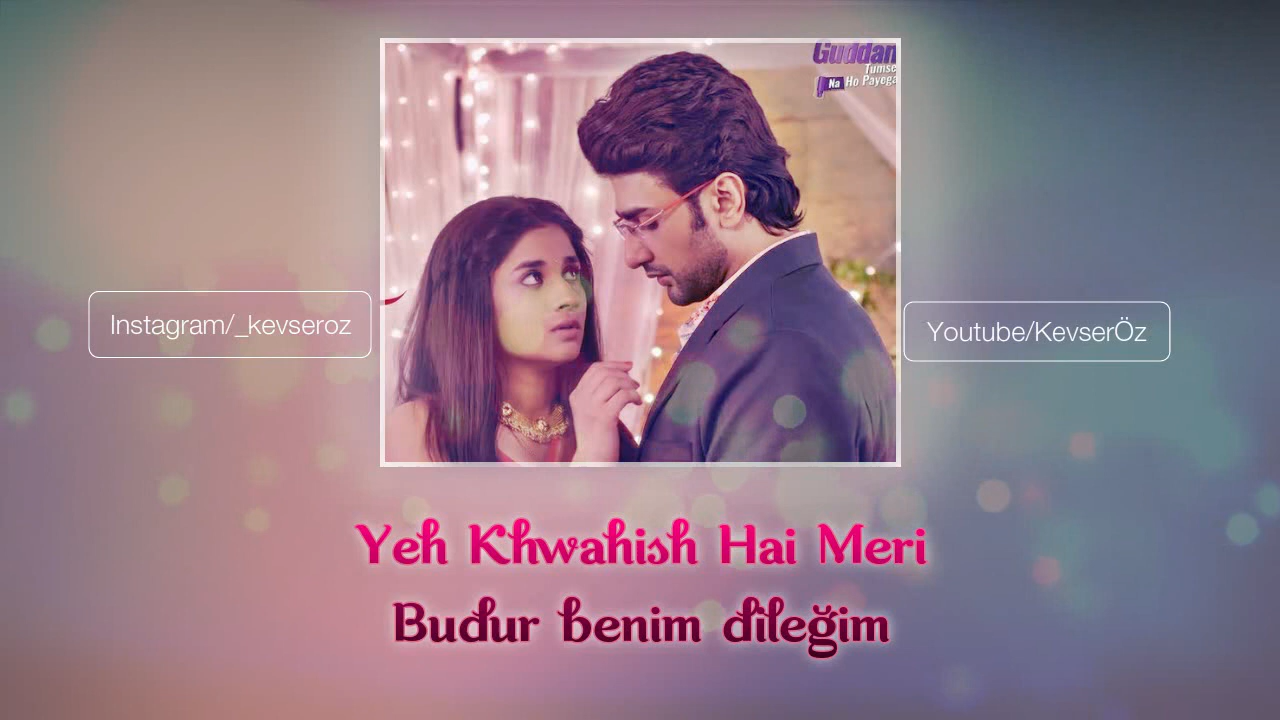 Guddan
Tumse
Na Ho Payega
Instagram/_kevseroz
Youtube/KevserÖz
Yeh Khwahish Hai Meri
Budur benim dileğim